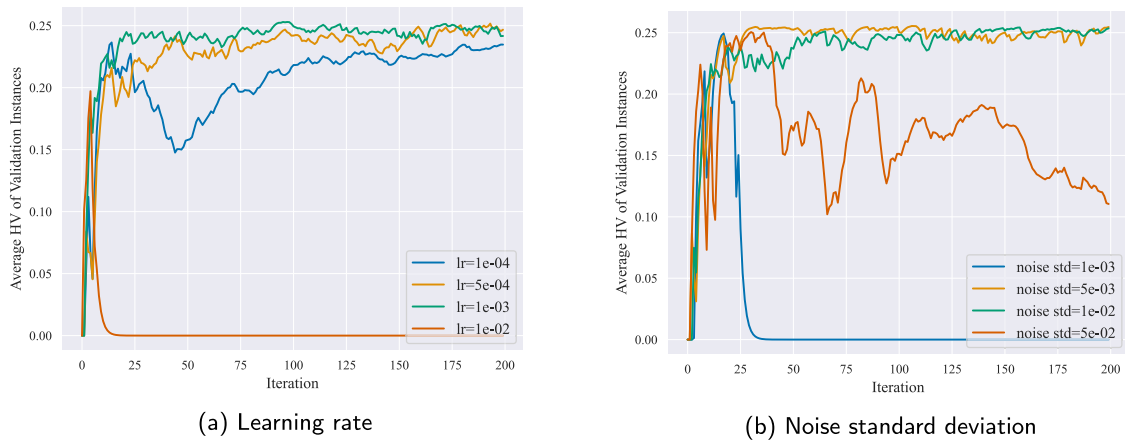 Average HV of Validation Instances
0.25
0.20
0.15
0.10
0.05
0.00
lr=1e-04
lr=5e-04
lr=1e-03
lr=1e-02
0
25
50
75
100
125
150
175
200
Iteration
(a) Learning rate
Average HV of Validation Instances
0.25
0.20
0.15
0.10
0.05
0.00
noise std=1e-03
noise std=5e-03
noise std=1e-02
noise std=5e-02
0
25
50
75
100
125
150
175
200
Iteration
(b) Noise standard deviation